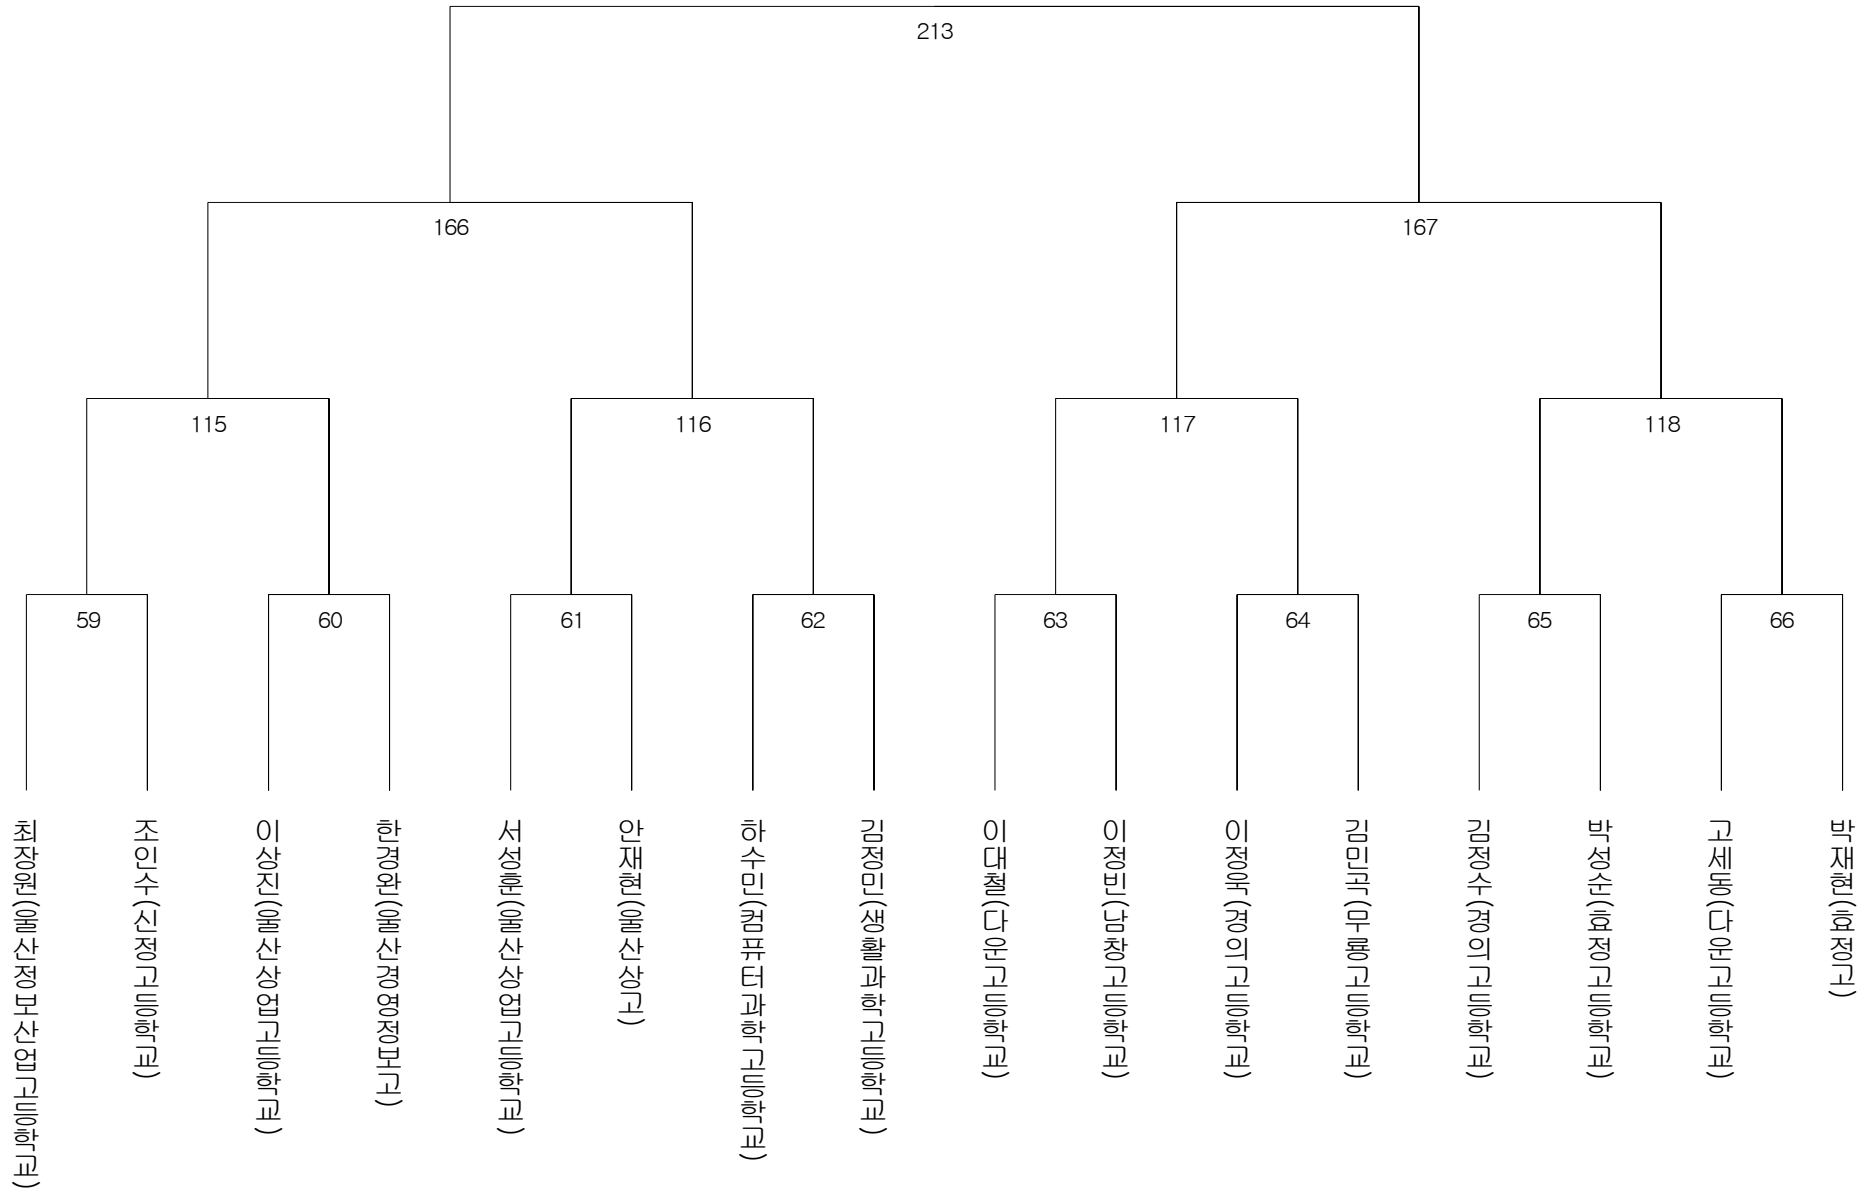 213
166
167
115
116
117
118
59
60
61
62
63
64
65
66
최장원(울산정보산업고등학교)
조인수(신정고등학교)
이상진(울산상업고등학교)
한경완(울산경영정보고)
서성훈(울산상업고등학교)
안재현(울산상고)
하수민(컴퓨터과학고등학교)
김정민(생활과학고등학교)
이대철(다운고등학교)
이정빈(남창고등학교)
이정욱(경의고등학교)
김민곡(무룡고등학교)
김정수(경의고등학교)
박성순(효정고등학교)
고세동(다운고등학교)
박재현(효정고)